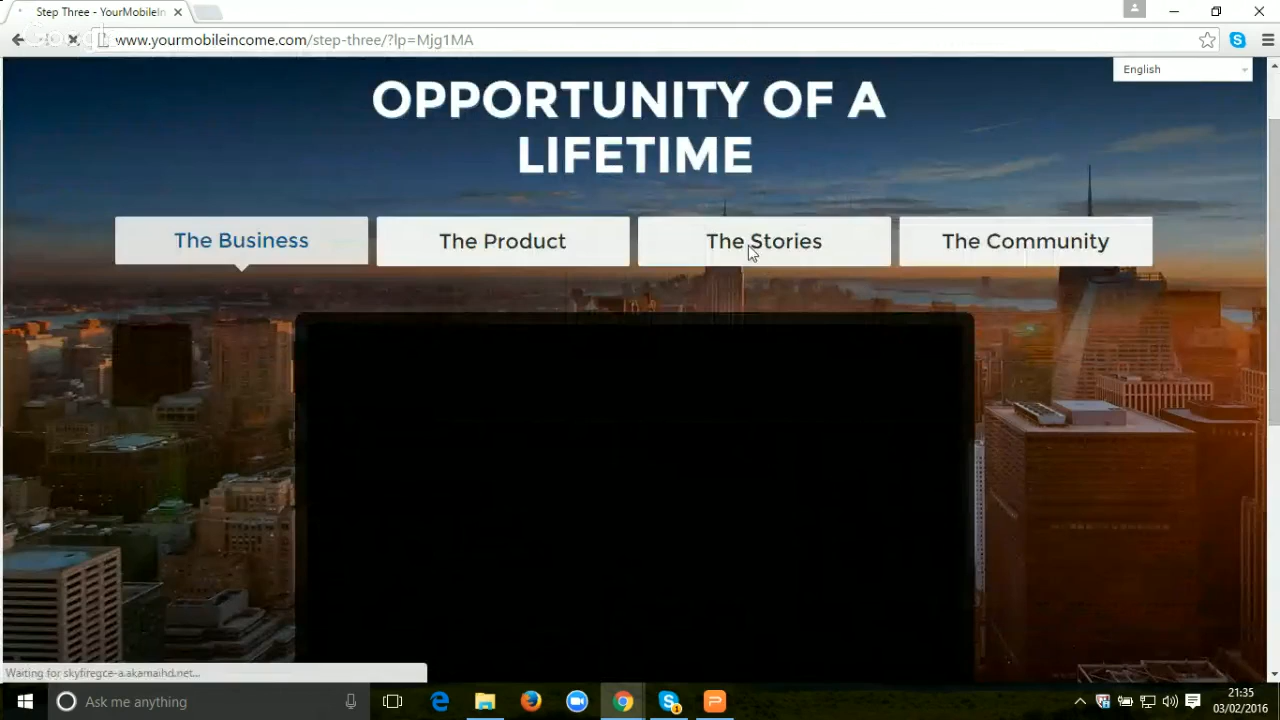 Step Three - YourMobileIn
www.yourmobileincome.com/step-three/?lp=Mjg1MA
English
OPPORTUNITY OF A
LIFETIME
The Business
The Product
The Stories
The Community
Waiting for skyfiregce-a.akamaihd.net...
Ask me anything
21:35
03/02/2016